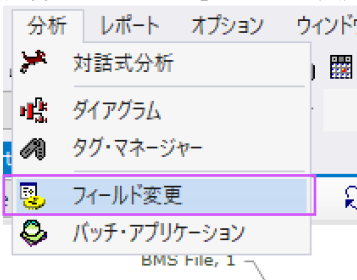 分析 レポート オプション ウィンド
対話式分析
ダイアグラム
タグ・マネージャー
フィールド変更
バッチ・アプリケーション
BMS File, 1